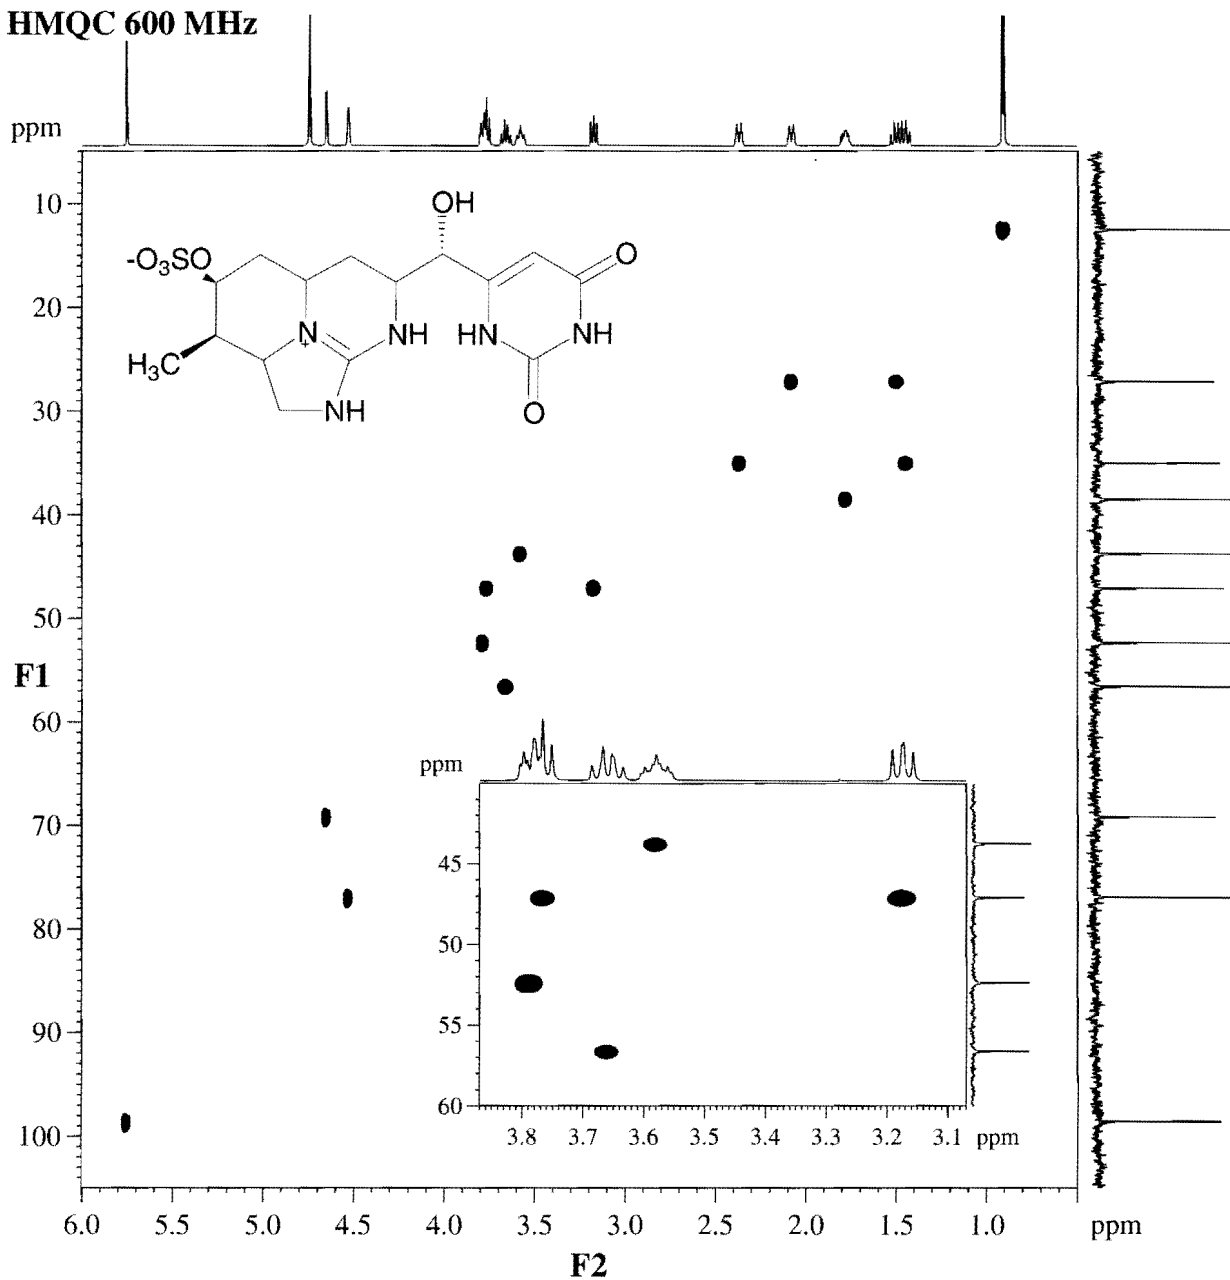 HMQC 600 MHz
ppm
10
20
30
40
50
F1
60
70
80
90
100
OH
-O3SO
O
N
+
NH
HN
NH
H3C
NH
O
ppm
45
50
55
60
3.8 3.7 3.6 3.5 3.4 3.3 3.2 3.1 ppm
6.0 5.5 5.0 4.5 4.0 3.5 3.0 2.5 2.0 1.5 1.0 ppm
F2